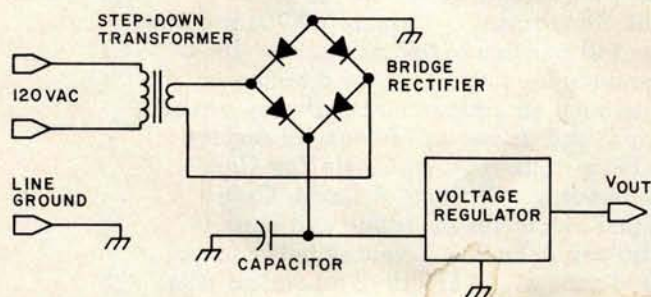 STEP-DOWN
TRANSFORMER
BRIDGE
RECTIFIER
120 VAC
LINE
GROUND
CAPACITOR
VOLTAGE
REGULATOR
VOUT